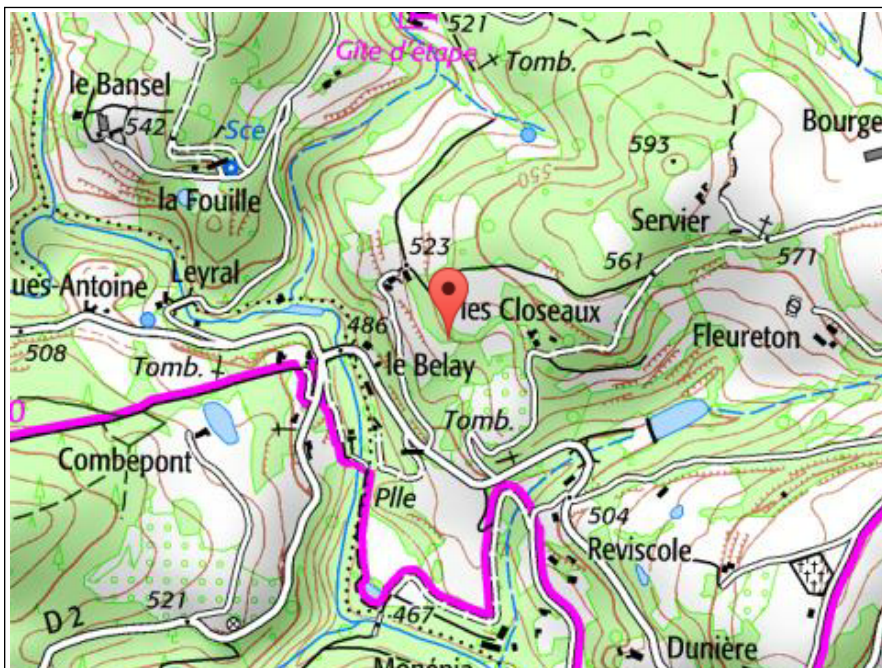 521
Gîte d'étape
Tomb.
le Bansel
Sce
542
593
550
Bourge
la Fouille
Servier
523
561
571
ues-Antoine
Leyral
les Closeaux
486
Fleureton
508
Tomb.
le Belay
0
Tomb.
Combepont
Plle
504
Reviscole
521
467
D 2
Dunière